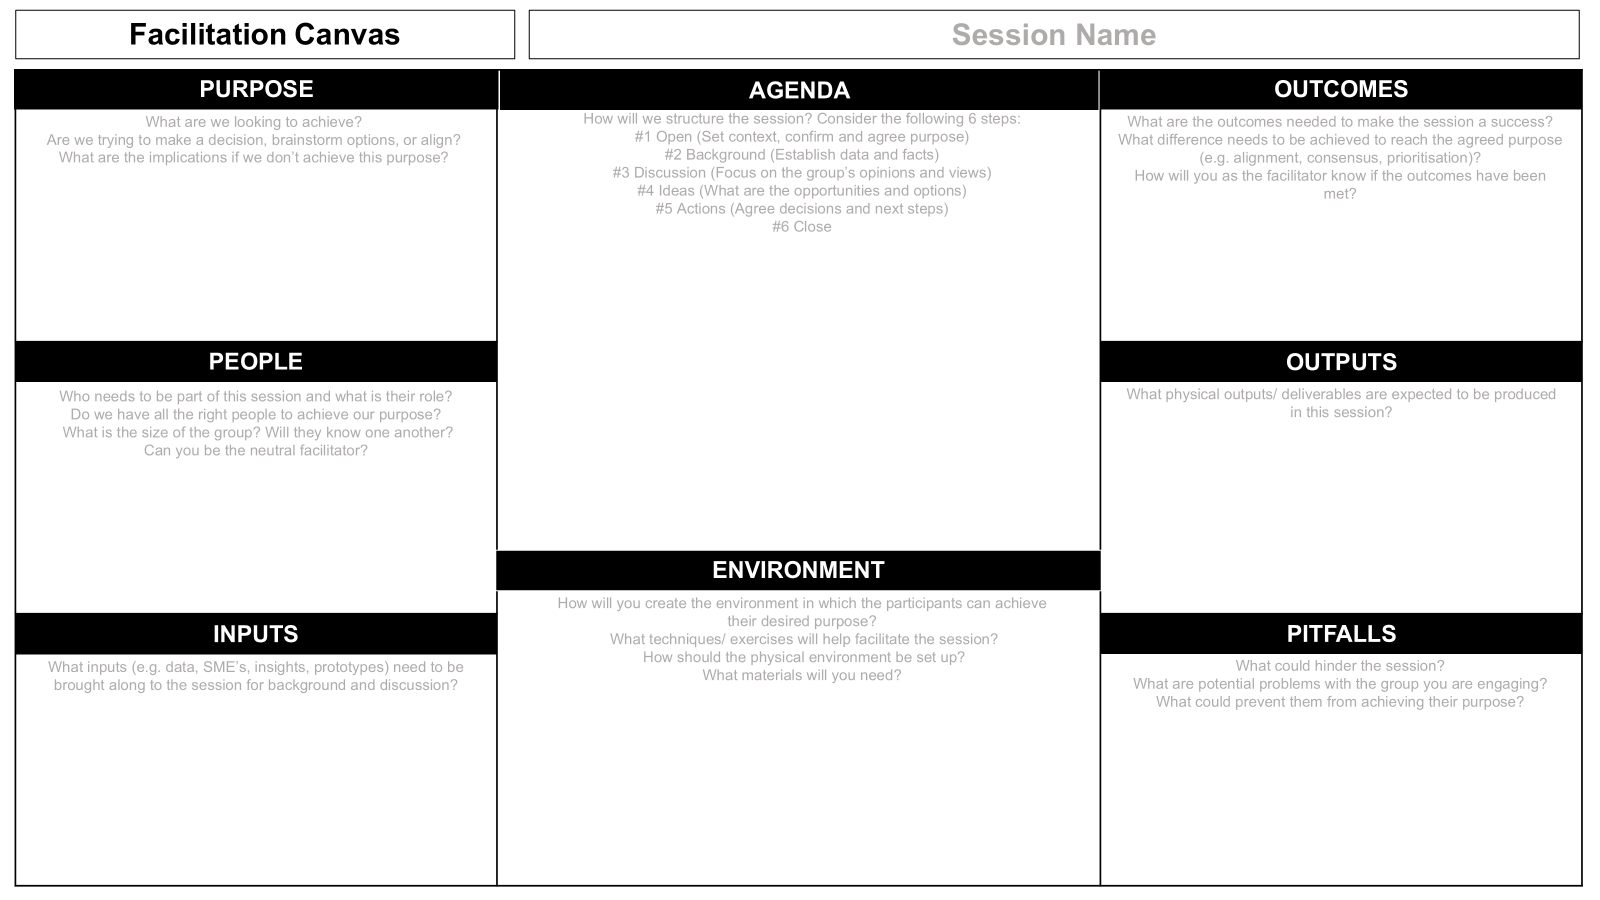 Facilitation Canvas
Session Name
PURPOSE
What are we looking to achieve?
Are we trying to make a decision, brainstorm options, or align?
What are the implications if we don’t achieve this purpose?
PEOPLE
Who needs to be part of this session and what is their role?
Do we have all the right people to achieve our purpose?
What is the size of the group? Will they know one another?
Can you be the neutral facilitator?
INPUTS
What inputs (e.g. data, SME’s, insights, prototypes) need to be
brought along to the session for background and discussion?
AGENDA
How will we structure the session? Consider the following 6 steps:
#1 Open (Set context, confirm and agree purpose)
#2 Background (Establish data and facts)
#3 Discussion (Focus on the group’s opinions and views)
#4 Ideas (What are the opportunities and options)
#5 Actions (Agree decisions and next steps)
#6 Close
ENVIRONMENT
How will you create the environment in which the participants can achieve
their desired purpose?
What techniques/ exercises will help facilitate the session?
How should the physical environment be set up?
What materials will you need?
OUTCOMES
What are the outcomes needed to make the session a success?
What difference needs to be achieved to reach the agreed purpose
(e.g. alignment, consensus, prioritisation)?
How will you as the facilitator know if the outcomes have been
met?
OUTPUTS
What physical outputs/ deliverables are expected to be produced
in this session?
PITFALLS
What could hinder the session?
What are potential problems with the group you are engaging?
What could prevent them from achieving their purpose?